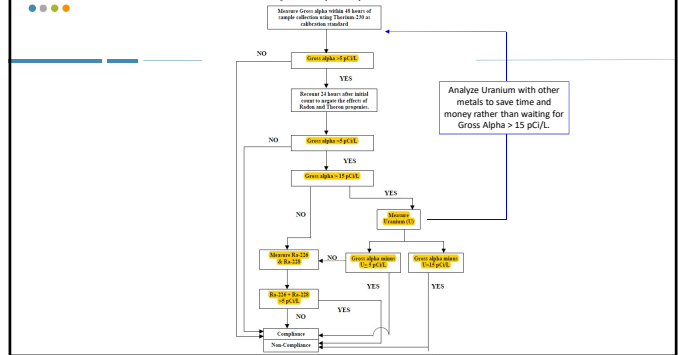 Measure Gross alpha within 48 hours of
sample collection using Thorium-230 as
calibration standard
NO
Gross alpha >5 pCi/L
YES
Recount 24 hours after initial
count to negate the effects of
Radon and Thoron progenies.
Analyze Uranium with other
metals to save time and
money rather than waiting for
Gross Alpha > 15 pCi/L.
NO
Gross alpha >5 pCi/L
YES
Gross alpha > 15 pCi/L
YES
NO
Measure
Uranium (U)
Measure Ra-226
& Ra-228
NO
Gross alpha minus
U≤ 5 pCi/L
Gross alpha minus
U>15 pCi/L
YES
YES
Ra-226 + Ra-228
>5 pCi/L
YES
NO
Compliance
Non-Compliance